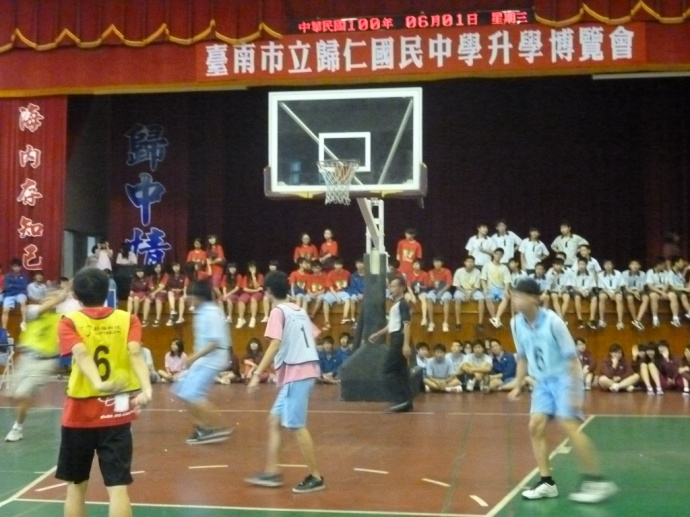 中華民國100年 06月01日 星期三
臺南市立歸仁國民中學升學博覽會
海內存知己
歸中情
6
1
6